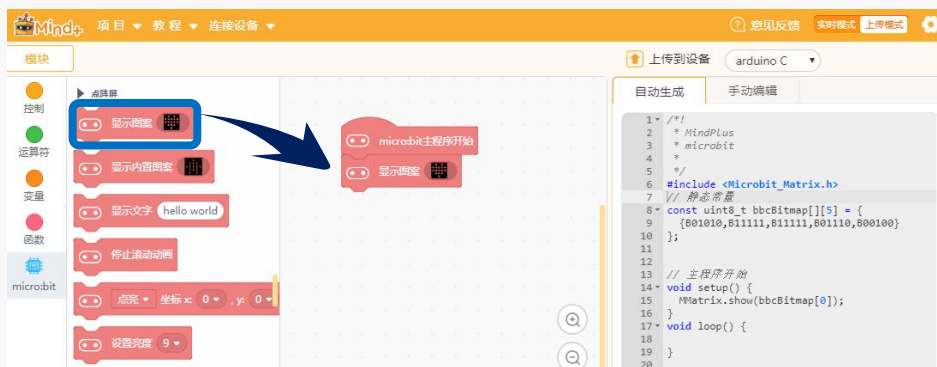 Mind+ 项目 教程 连接设备 意见反馈 实时模式 上传模式
模块
上传到设备 arduino C
控制
运算符
变量
函数
micro:bit
点阵屏
显示图案
显示内置图案
显示文字 hello world
停止滚动动画
点亮 坐标 x: 0 , y: 0
设置亮度 9
micro:bit主程序开始
显示图案
自动生成 手动编辑
1 /*!
2 * MindPlus
3 * microbit
4 *
5 */
6 #include <Microbit_Matrix.h>
7 // 静态常量
8 const uint8_t bbcBitmap[][5] = {
9 {B01010,B11111,B11111,B01110,B00100}
10 };
11
12
13 // 主程序开始
14 void setup() {
15 MMatrix.show(bbcBitmap[0]);
16 }
17 void loop() {
18
19 }
20